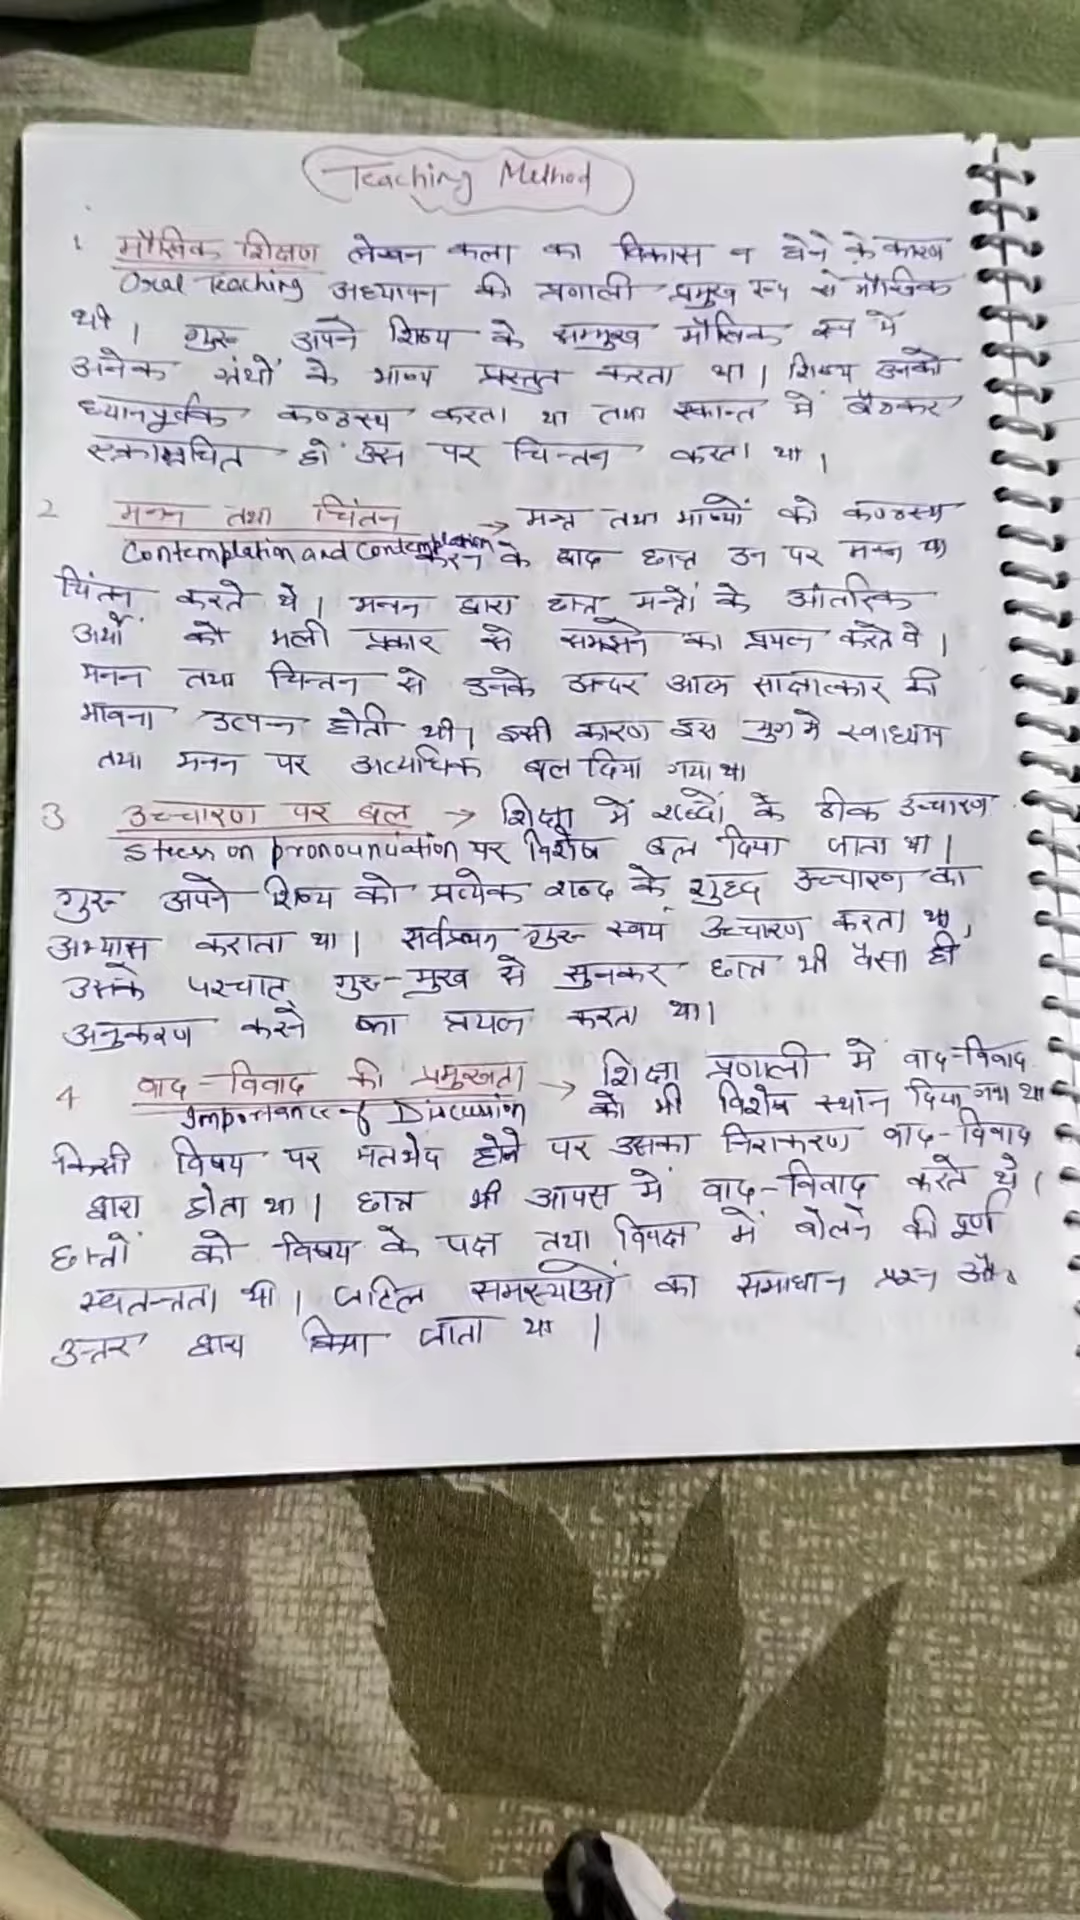 Teaching Method
1 मौखिक शिक्षण लेखन कला का विकास न होने के कारण
Oral Teaching अध्यापन की प्रणाली प्रमुख रूप से मौखिक
थी। गुरु अपने शिष्य के सम्मुख मौखिक रूप में
अनेक ग्रंथों के भाष्य प्रस्तुत करता था। शिष्य उनको
ध्यानपूर्वक कण्ठस्थ करता था तथा एकान्त में बैठकर
एकाग्रचित हो उस पर चिन्तन करता था।
2 मनन तथा चिंतन → मन्त्र तथा भाष्यों को कण्ठस्थ
Contemplation and Contemplation करने के बाद छात्र उन पर मनन या
चिंतन करते थे। मनन द्वारा छात्र मन्त्रों के आंतरिक
अर्थों को भली प्रकार से समझने का प्रयत्न करते थे।
मनन तथा चिन्तन से उनके अन्दर आत्म साक्षात्कार की
भावना उत्पन्न होती थी। इसी कारण इस युग में स्वाध्याय
तथा मनन पर अत्यधिक बल दिया गया था
3 उच्चारण पर बल → शिक्षा में शब्दों के ठीक उच्चारण
Stress on pronounuiation पर विशेष बल दिया जाता था।
गुरु अपने शिष्य को प्रत्येक शब्द के शुद्ध उच्चारण का
अभ्यास कराता था। सर्वप्रथम गुरु स्वयं उच्चारण करता था,
उसके पश्चात् गुरु-मुख से सुनकर छात्र भी वैसा ही
अनुकरण करने का प्रयत्न करता था।
4 वाद-विवाद की प्रमुखता → शिक्षा प्रणाली में वाद-विवाद
Importance of Discussion को भी विशेष स्थान दिया गया था
किसी विषय पर मतभेद होने पर उसका निराकरण वाद-विवाद
द्वारा होता था। छात्र भी आपस में वाद-विवाद करते थे।
छात्रों को विषय के पक्ष तथा विपक्ष में बोलने की पूर्ण
स्वतन्त्रता थी। जटिल समस्याओं का समाधान प्रश्न और
उत्तर द्वारा किया जाता था।